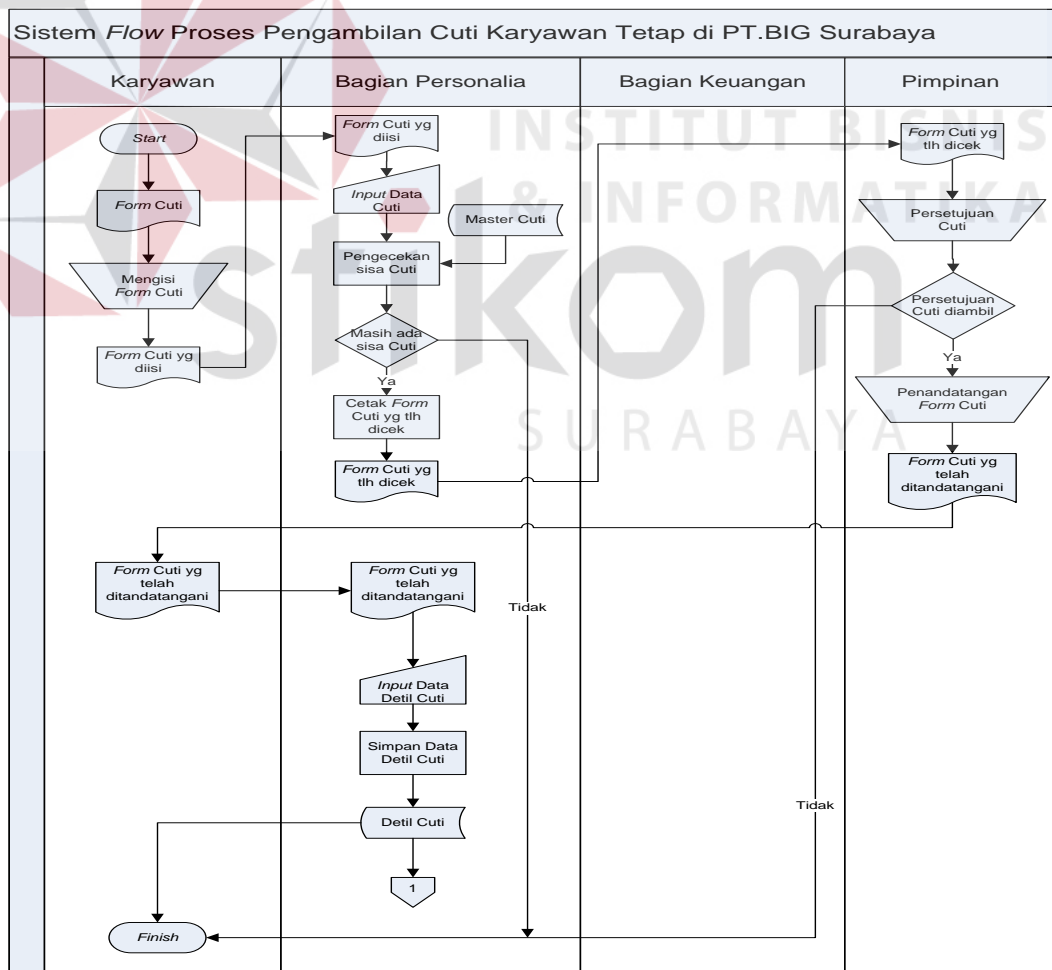 Sistem Flow Proses Pengambilan Cuti Karyawan Tetap di PT.BIG Surabaya
Karyawan
Bagian Personalia
Bagian Keuangan
Pimpinan
Start
Form Cuti
Mengisi
Form Cuti
Form Cuti yg
diisi
Form Cuti yg
diisi
Input Data
Cuti
Master Cuti
Pengecekan
sisa Cuti
Masih ada
sisa Cuti
Ya
Cetak Form
Cuti yg tlh
dicek
Form Cuti yg
tlh dicek
Form Cuti yg
tlh dicek
Persetujuan
Cuti
Persetujuan
Cuti diambil
Ya
Penandatangan
Form Cuti
Form Cuti yg
telah
ditandatangani
Form Cuti yg
telah
ditandatangani
Form Cuti yg
telah
ditandatangani
Tidak
Input Data
Detil Cuti
Simpan Data
Detil Cuti
Detil Cuti
1
Tidak
Finish
INSTITUT BISNIS
& INFORMATIKA
stikom
SURABAYA